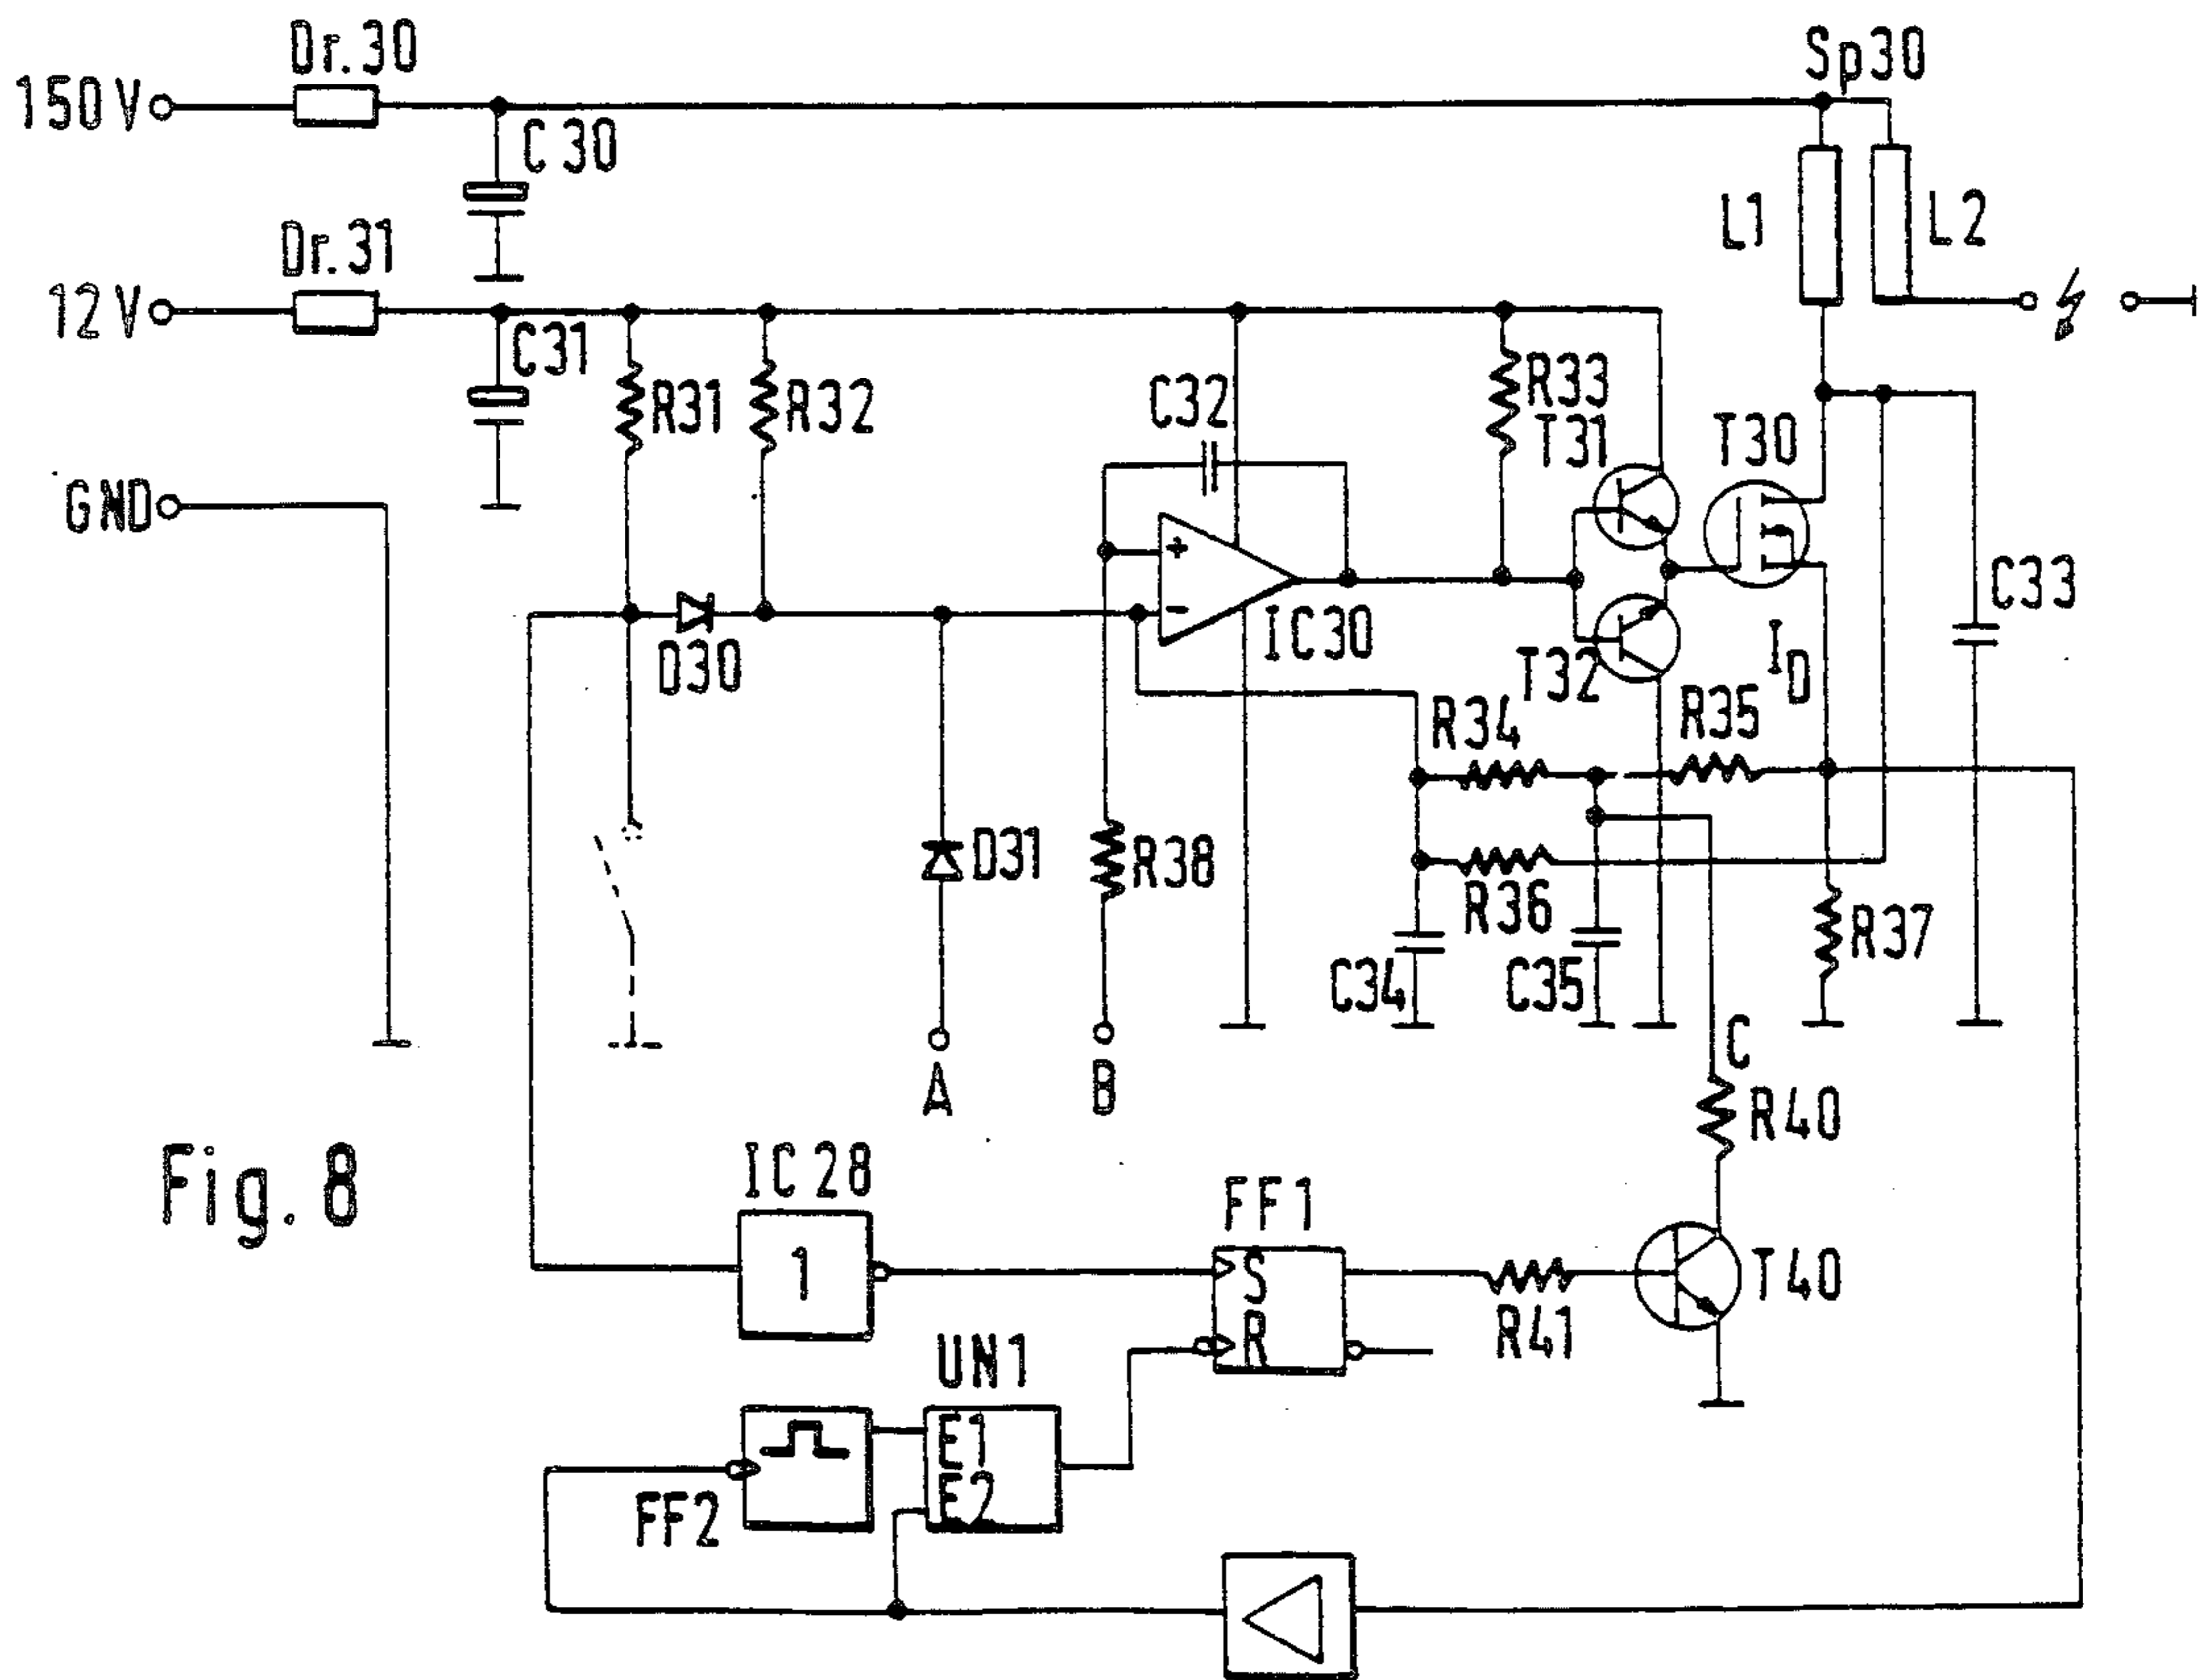 Dr.30
Sp30
150V
C30
L1
L2
Dr.31
12V
C31
R31
R32
C32
R33
T31
T30
GND
+
-
IC30
C33
D30
T32
I_D
R34
R35
D31
R38
R36
R37
C34
C35
A
B
C
R40
Fig. 8
IC28
1
FF1
S
R
R41
T40
UN1
E1
E2
FF2